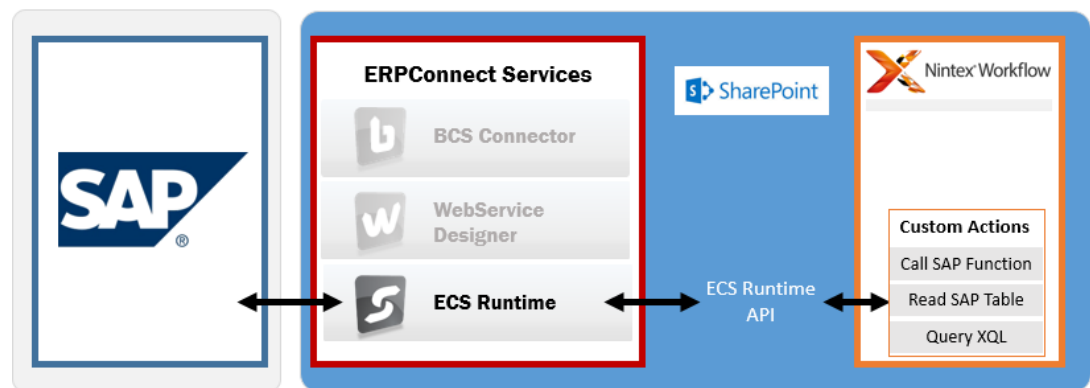 SAP
®
ERPConnect Services
BCS Connector
WebService
Designer
ECS Runtime
S SharePoint
ECS Runtime
API
Nintex® Workflow
Custom Actions
Call SAP Function
Read SAP Table
Query XQL